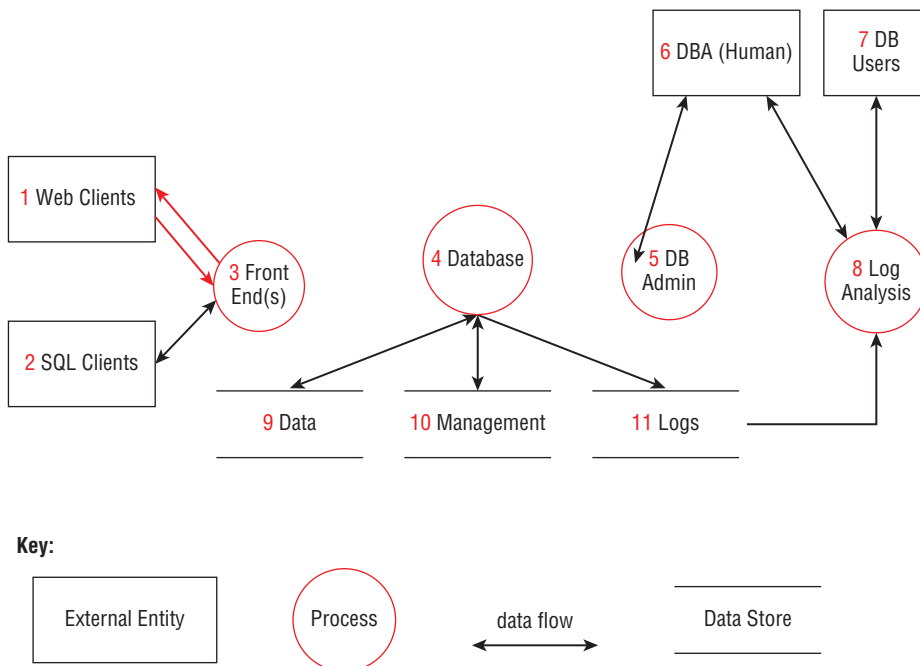 6 DBA (Human)
7 DB
Users
1 Web Clients
3 Front
End(s)
4 Database
5 DB
Admin
8 Log
Analysis
2 SQL Clients
9 Data
10 Management
11 Logs
Key:
External Entity
Process
data flow
Data Store